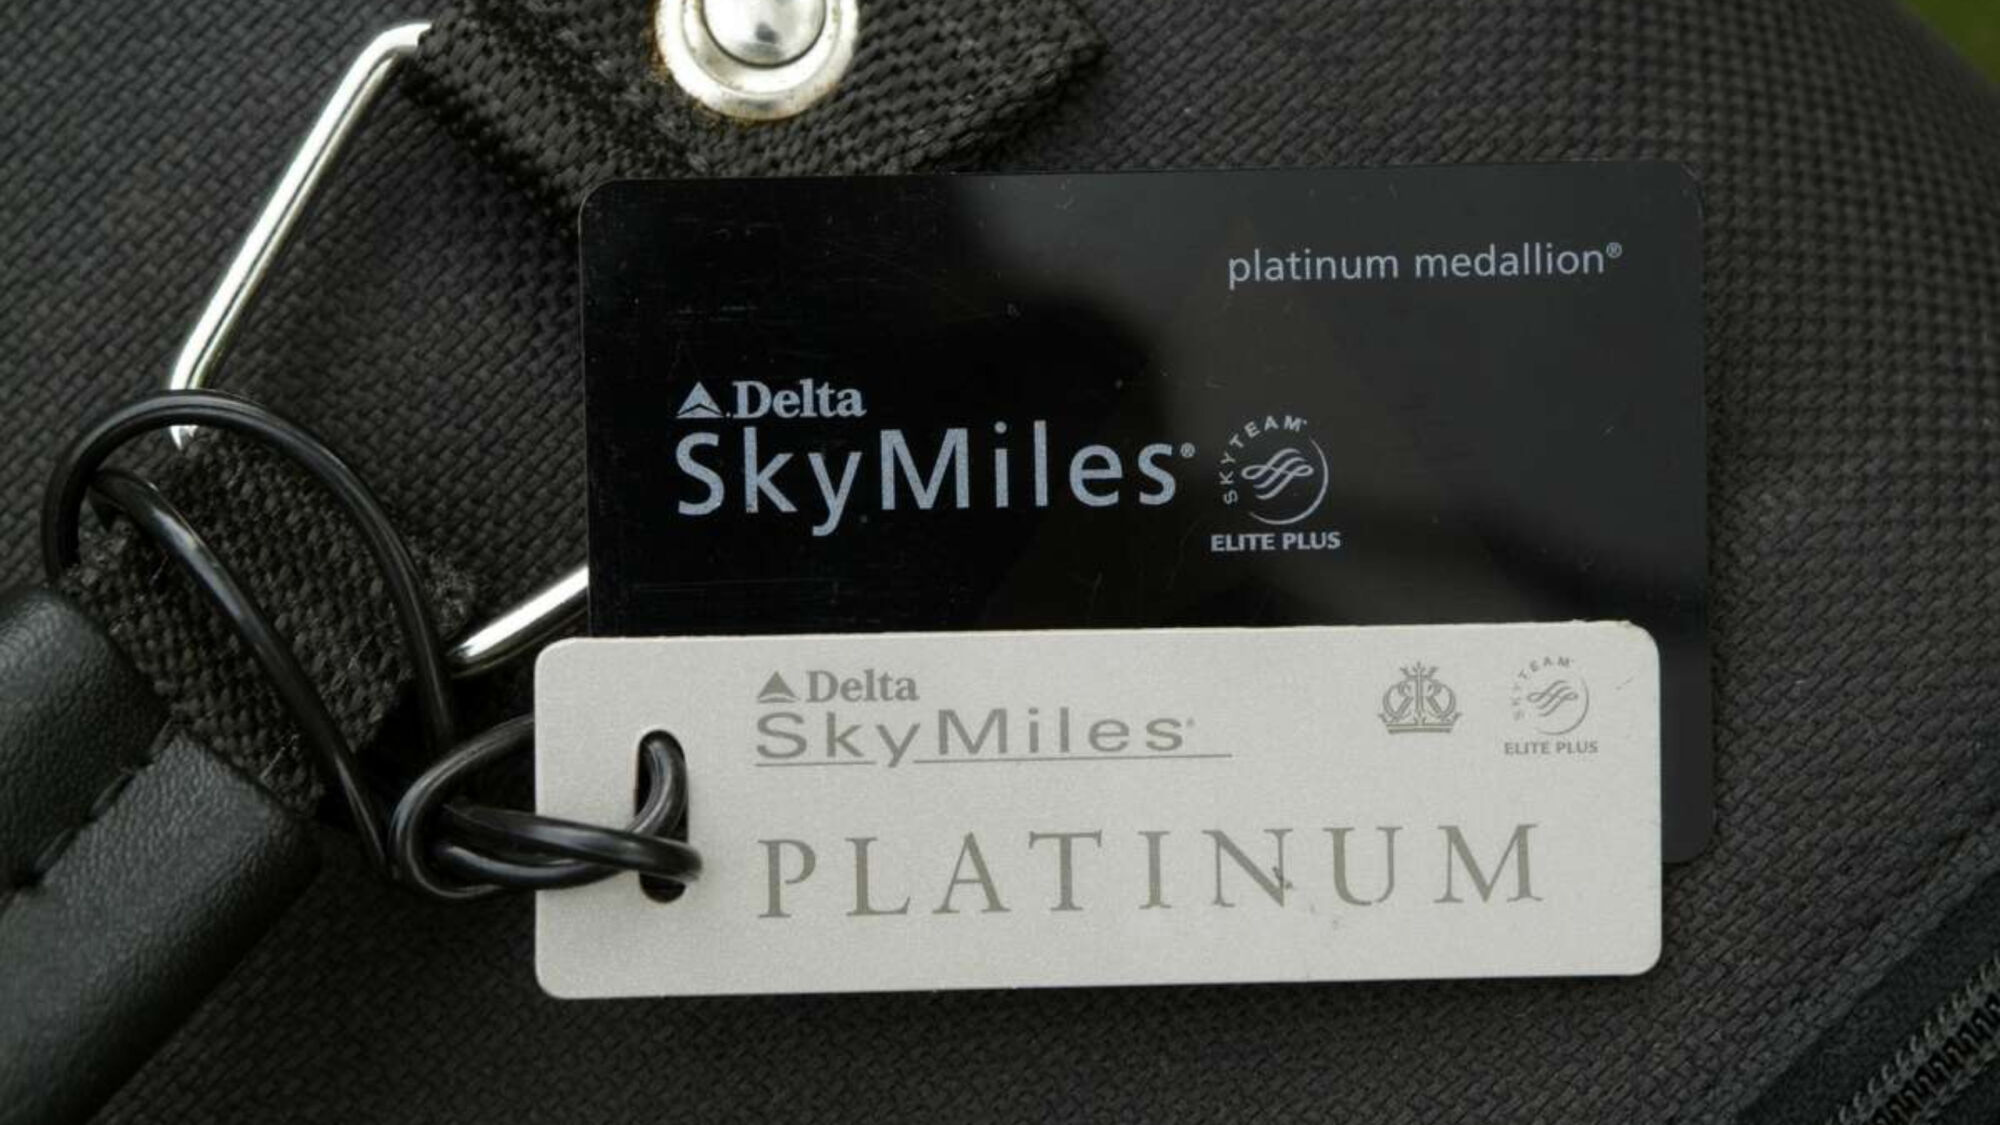 platinum medallion®
Delta
SkyMiles®
SKYTEAM
ELITE PLUS
Delta
SkyMiles®
SKYTEAM
ELITE PLUS
PLATINUM